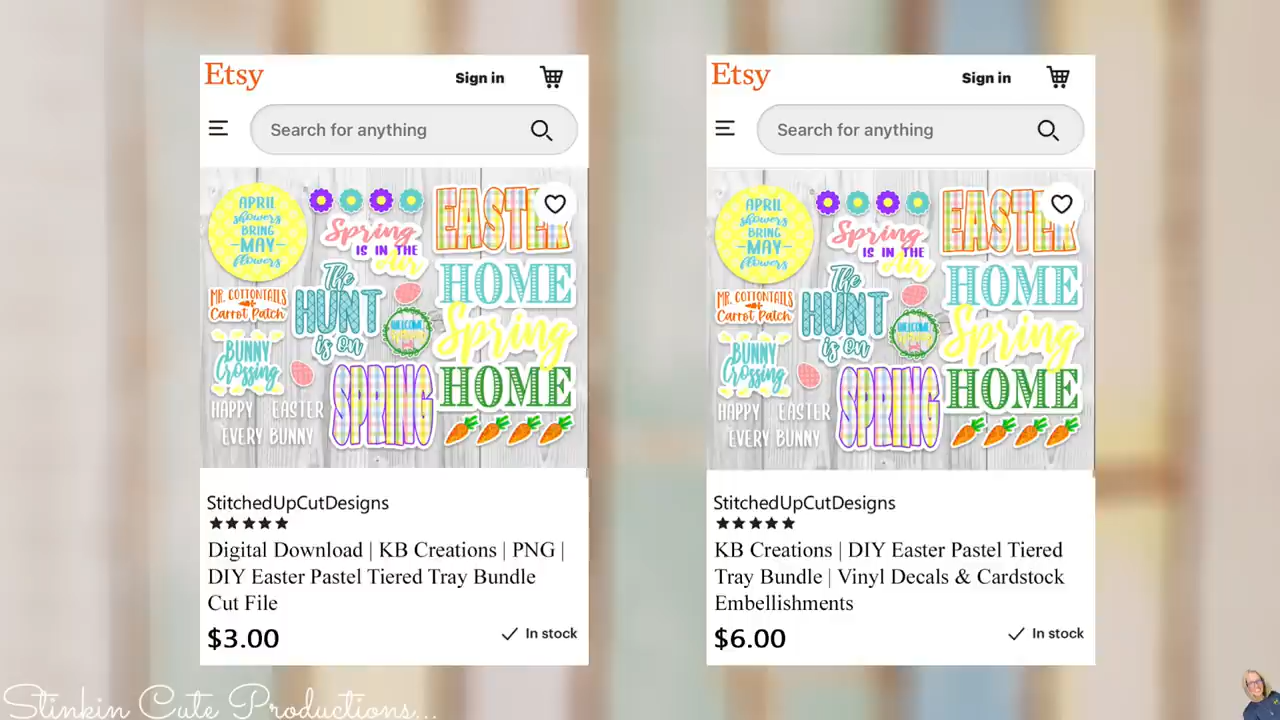 Etsy
Sign in
Search for anything
APRIL
showers
BRING
MAY
flowers
Spring
IS IN THE
air
EASTER
HOME
MR. COTTONTAILS
Carrot Patch
The
HUNT
is on
WELCOME
Spring
BUNNY
Crossing
SPRING
HOME
HAPPY EASTER
EVERY BUNNY
StitchedUpCutDesigns
Digital Download | KB Creations | PNG |
DIY Easter Pastel Tiered Tray Bundle
Cut File
$3.00
In stock
Etsy
Sign in
Search for anything
APRIL
showers
BRING
MAY
flowers
Spring
IS IN THE
air
EASTER
HOME
MR. COTTONTAILS
Carrot Patch
The
HUNT
is on
WELCOME
Spring
BUNNY
Crossing
SPRING
HOME
HAPPY EASTER
EVERY BUNNY
StitchedUpCutDesigns
KB Creations | DIY Easter Pastel Tiered
Tray Bundle | Vinyl Decals & Cardstock
Embellishments
$6.00
In stock
Stinkin Cute Productions...